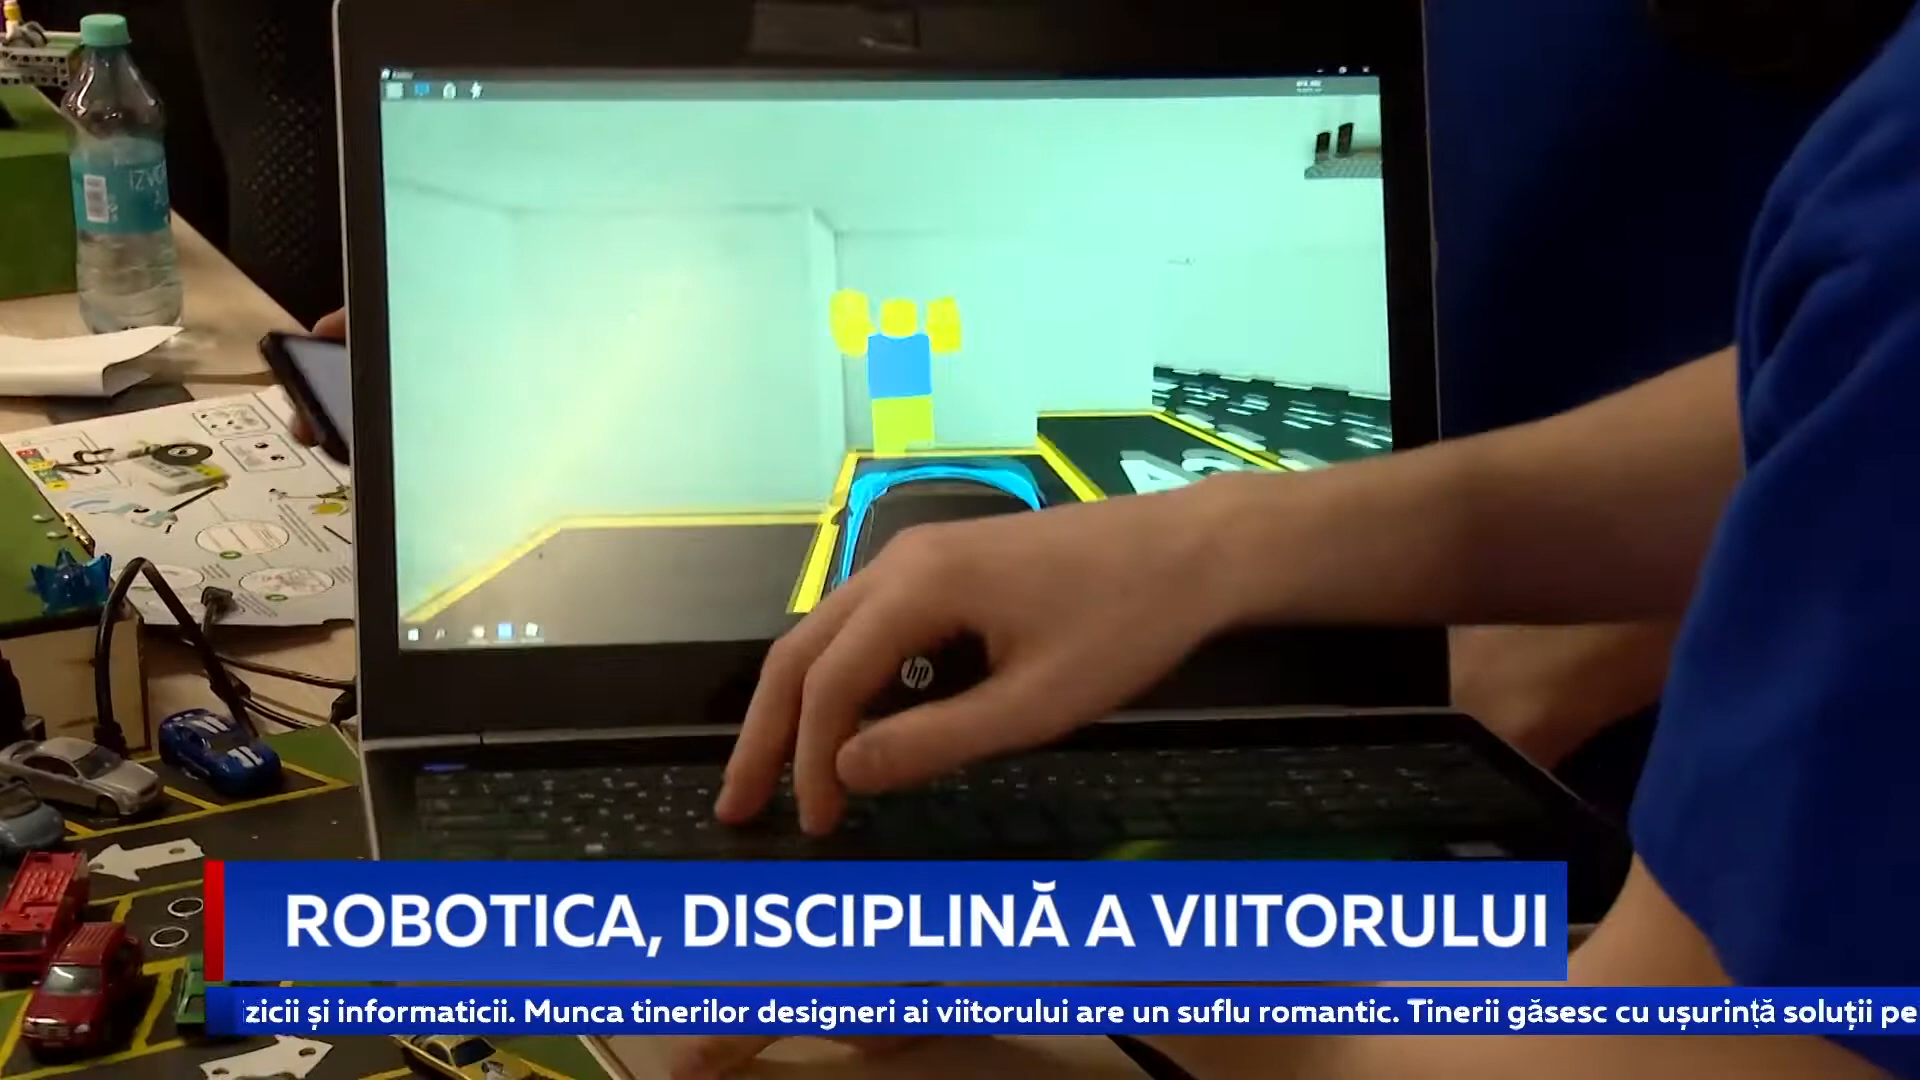 IZVO
hp
ROBOTICA, DISCIPLINĂ A VIITORULUI
zicii și informaticii. Munca tinerilor designeri ai viitorului are un suflu romantic. Tinerii găsesc cu ușurință soluții pe